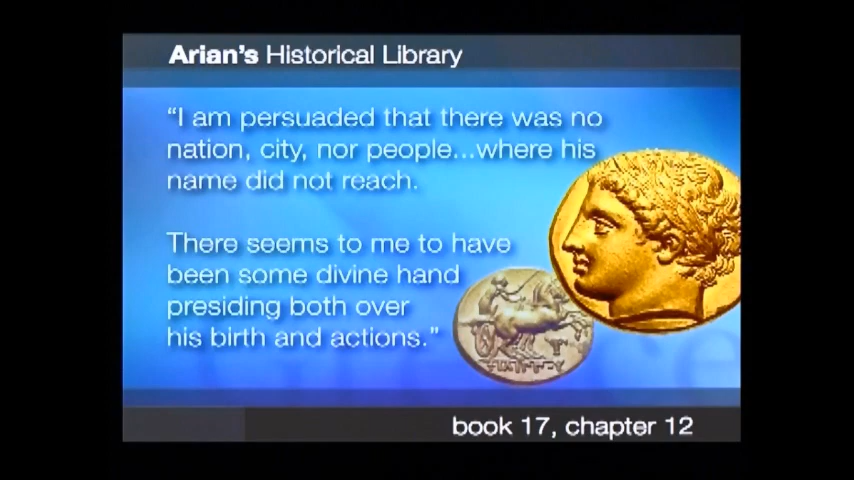 Arian's Historical Library
“I am persuaded that there was no
nation, city, nor people...where his
name did not reach.
There seems to me to have
been some divine hand
presiding both over
his birth and actions.”
book 17, chapter 12